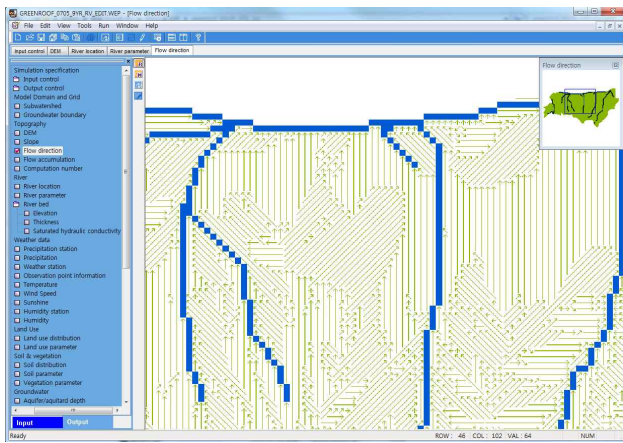 GREENROOF_0705_9YR_RV_EDIT.WEP - [Flow direction]
File Edit View Tools Run Window Help
Input control DEM River location River parameter Flow direction
Simulation specification
Input control
Output control
Model Domain and Grid
Subwatershed
Groundwater boundary
Topography
DEM
Slope
Flow direction
Flow accumulation
Computation number
River
River location
River parameter
River bed
Elevation
Thickness
Saturated hydraulic conductivity
Weather data
Precipitation station
Precipitation
Weather station
Observation point information
Temperature
Wind Speed
Sunshine
Humidity station
Humidity
Land Use
Land use distribution
Land use parameter
Soil & vegetation
Soil distribution
Soil parameter
Vegetation parameter
Groundwater
Aquifer/aquitard depth
Input Output
Flow direction
Ready ROW : 46 COL : 102 VAL : 64 NUM